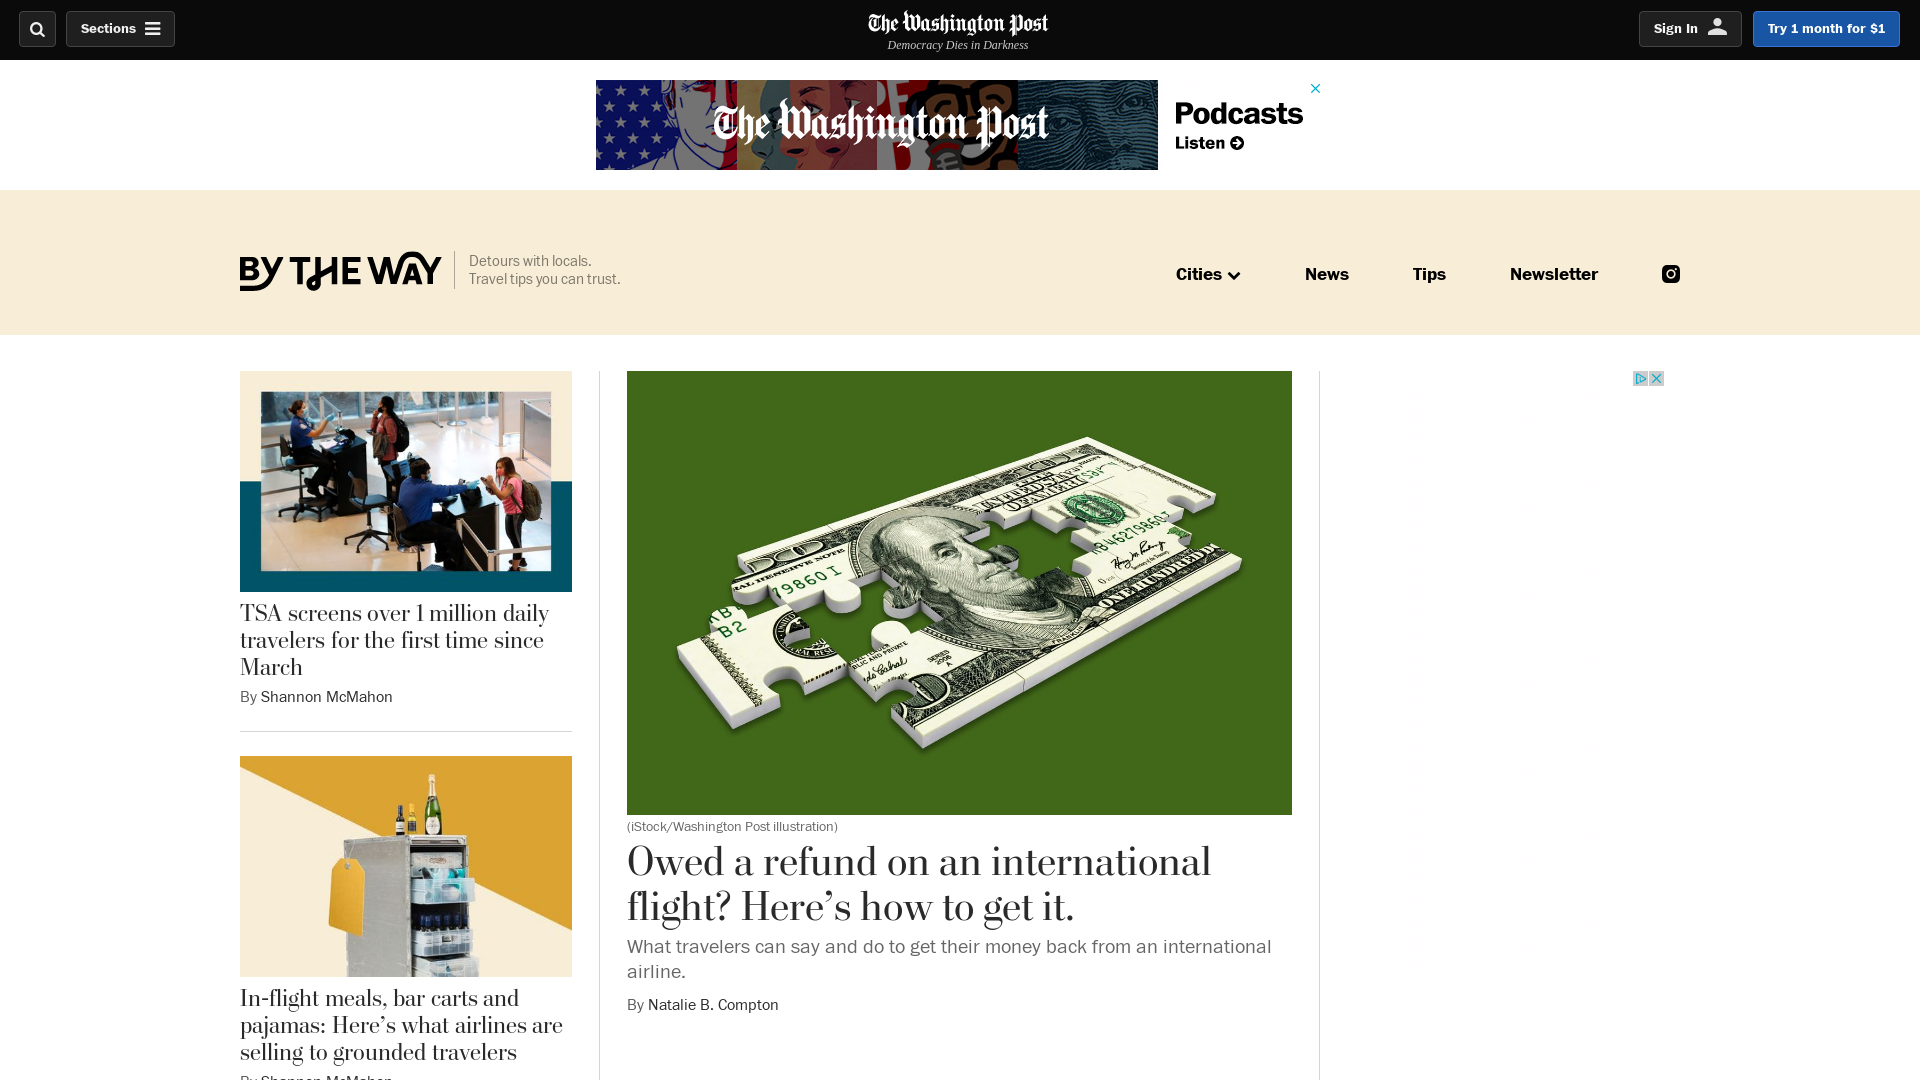 Sections
The Washington Post
Democracy Dies in Darkness
Sign In
Try 1 month for $1
The Washington Post
Podcasts
Listen
BY THE WAY
Detours with locals.
Travel tips you can trust.
Cities
News
Tips
Newsletter
TSA screens over 1 million daily
travelers for the first time since
March
By Shannon McMahon
In-flight meals, bar carts and
pajamas: Here’s what airlines are
selling to grounded travelers
By Shannon McMahon
(iStock/Washington Post illustration)
Owed a refund on an international
flight? Here’s how to get it.
What travelers can say and do to get their money back from an international
airline.
By Natalie B. Compton